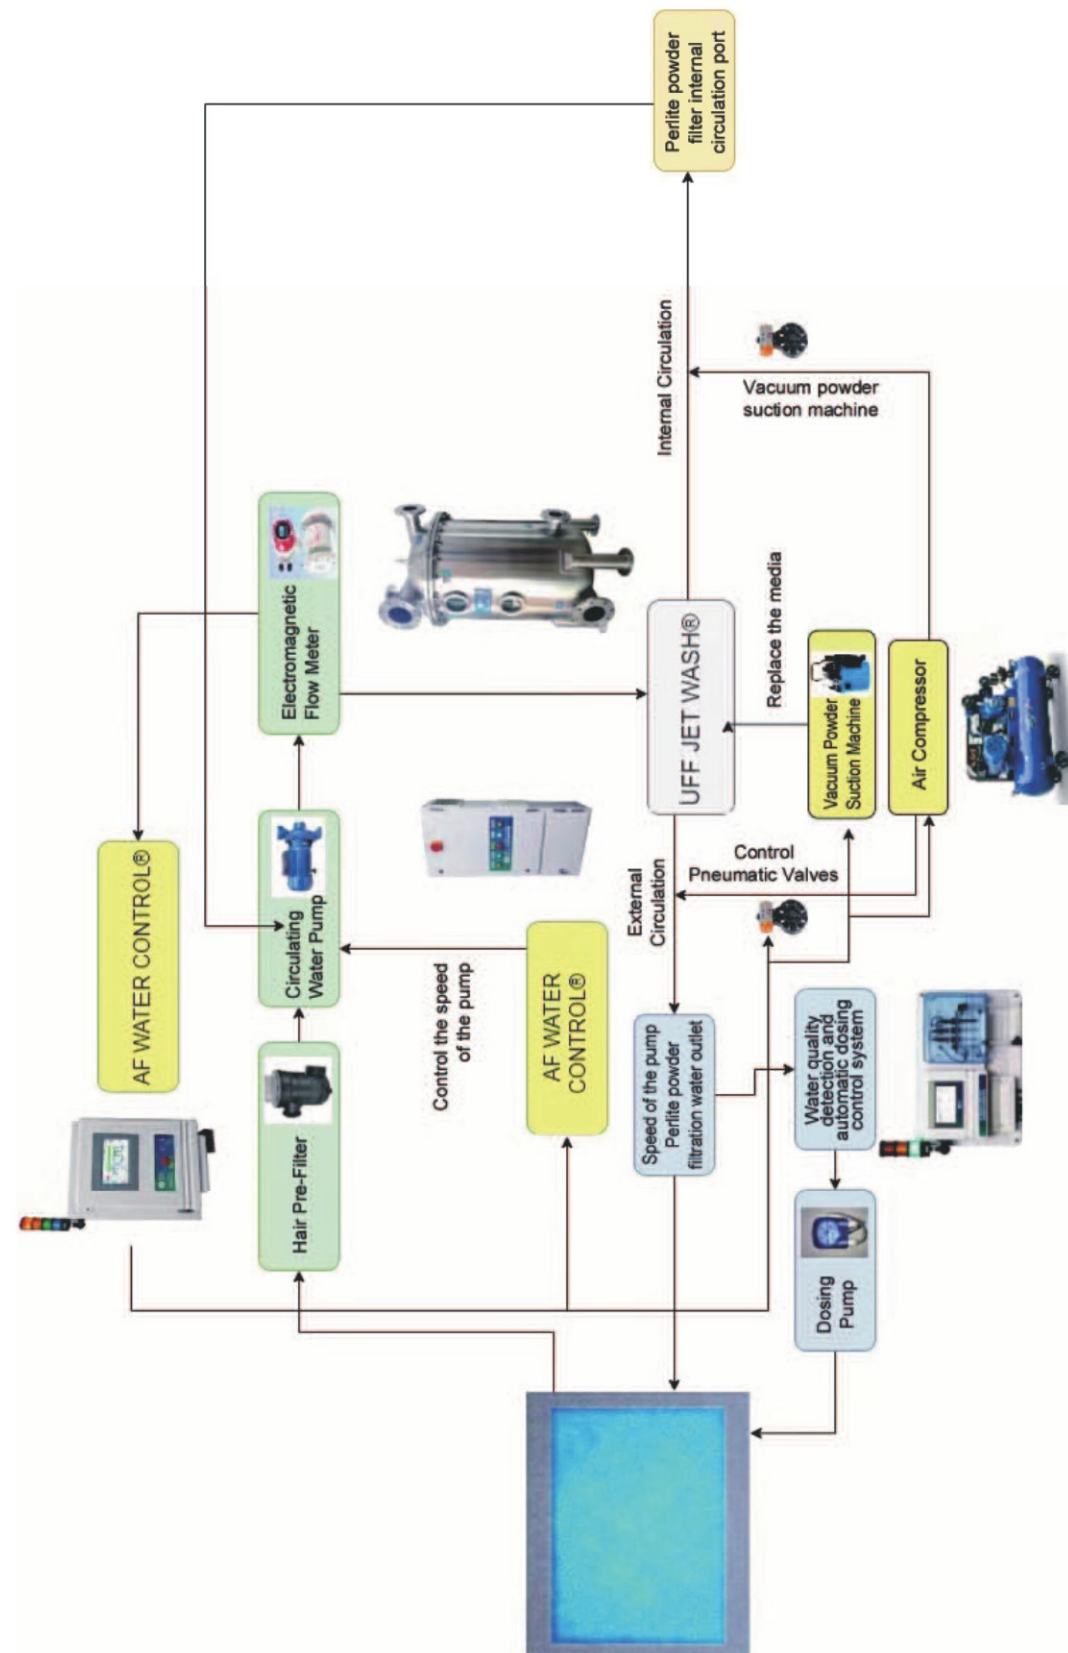 AF WATER CONTROL®
Hair Pre-Filter
Circulating
Water Pump
Electromagnetic
Flow Meter
Control the speed
of the pump
AF WATER
CONTROL®
Perlite powder
filter internal
circulation port
Internal Circulation
UFF JET WASH®
External
Circulation
Speed of the pump
Perlite powder
filtration water outlet
Vacuum powder
suction machine
Replace the media
Control
Pneumatic Valves
Vacuum Powder
Suction Machine
Air Compressor
Water quality
detection and
automatic dosing
control system
Dosing
Pump